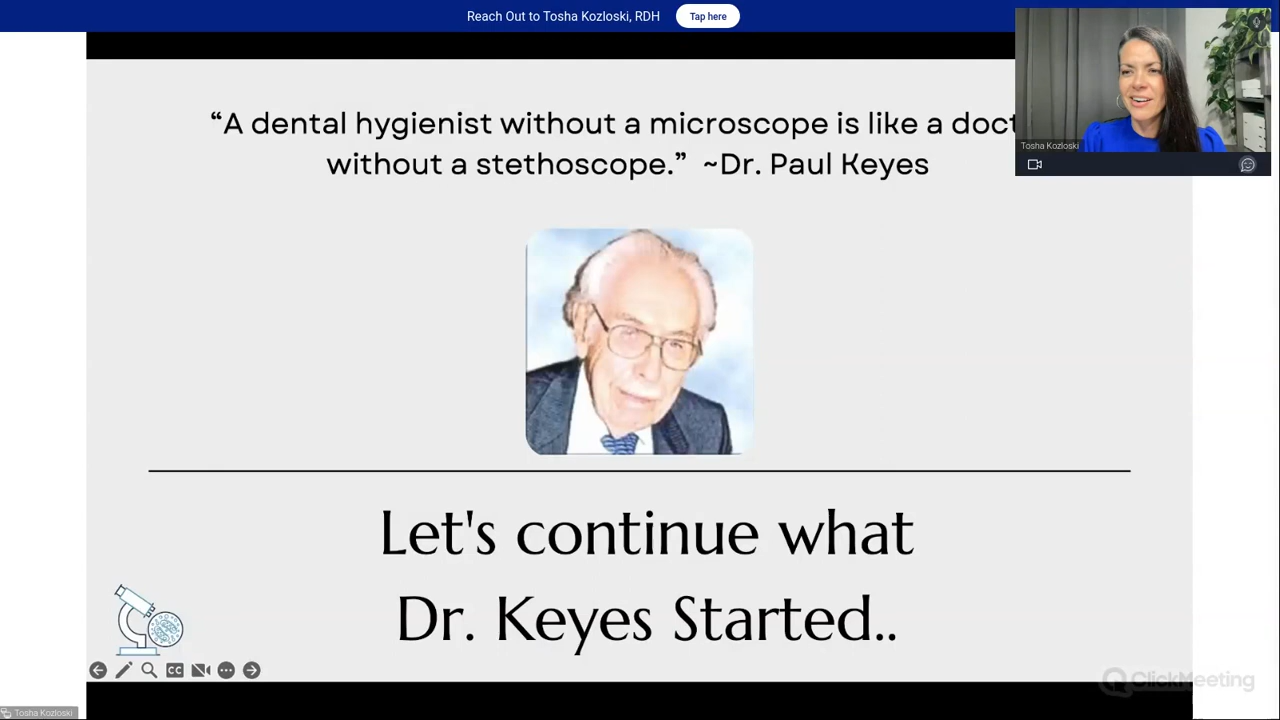 Reach Out to Tosha Kozloski, RDH Tap here
“A dental hygienist without a microscope is like a doct
without a stethoscope.” ~Dr. Paul Keyes
Tosha Kozloski
Let's continue what
Dr. Keyes Started..
CC
ClickMeeting
Tosha Kozloski